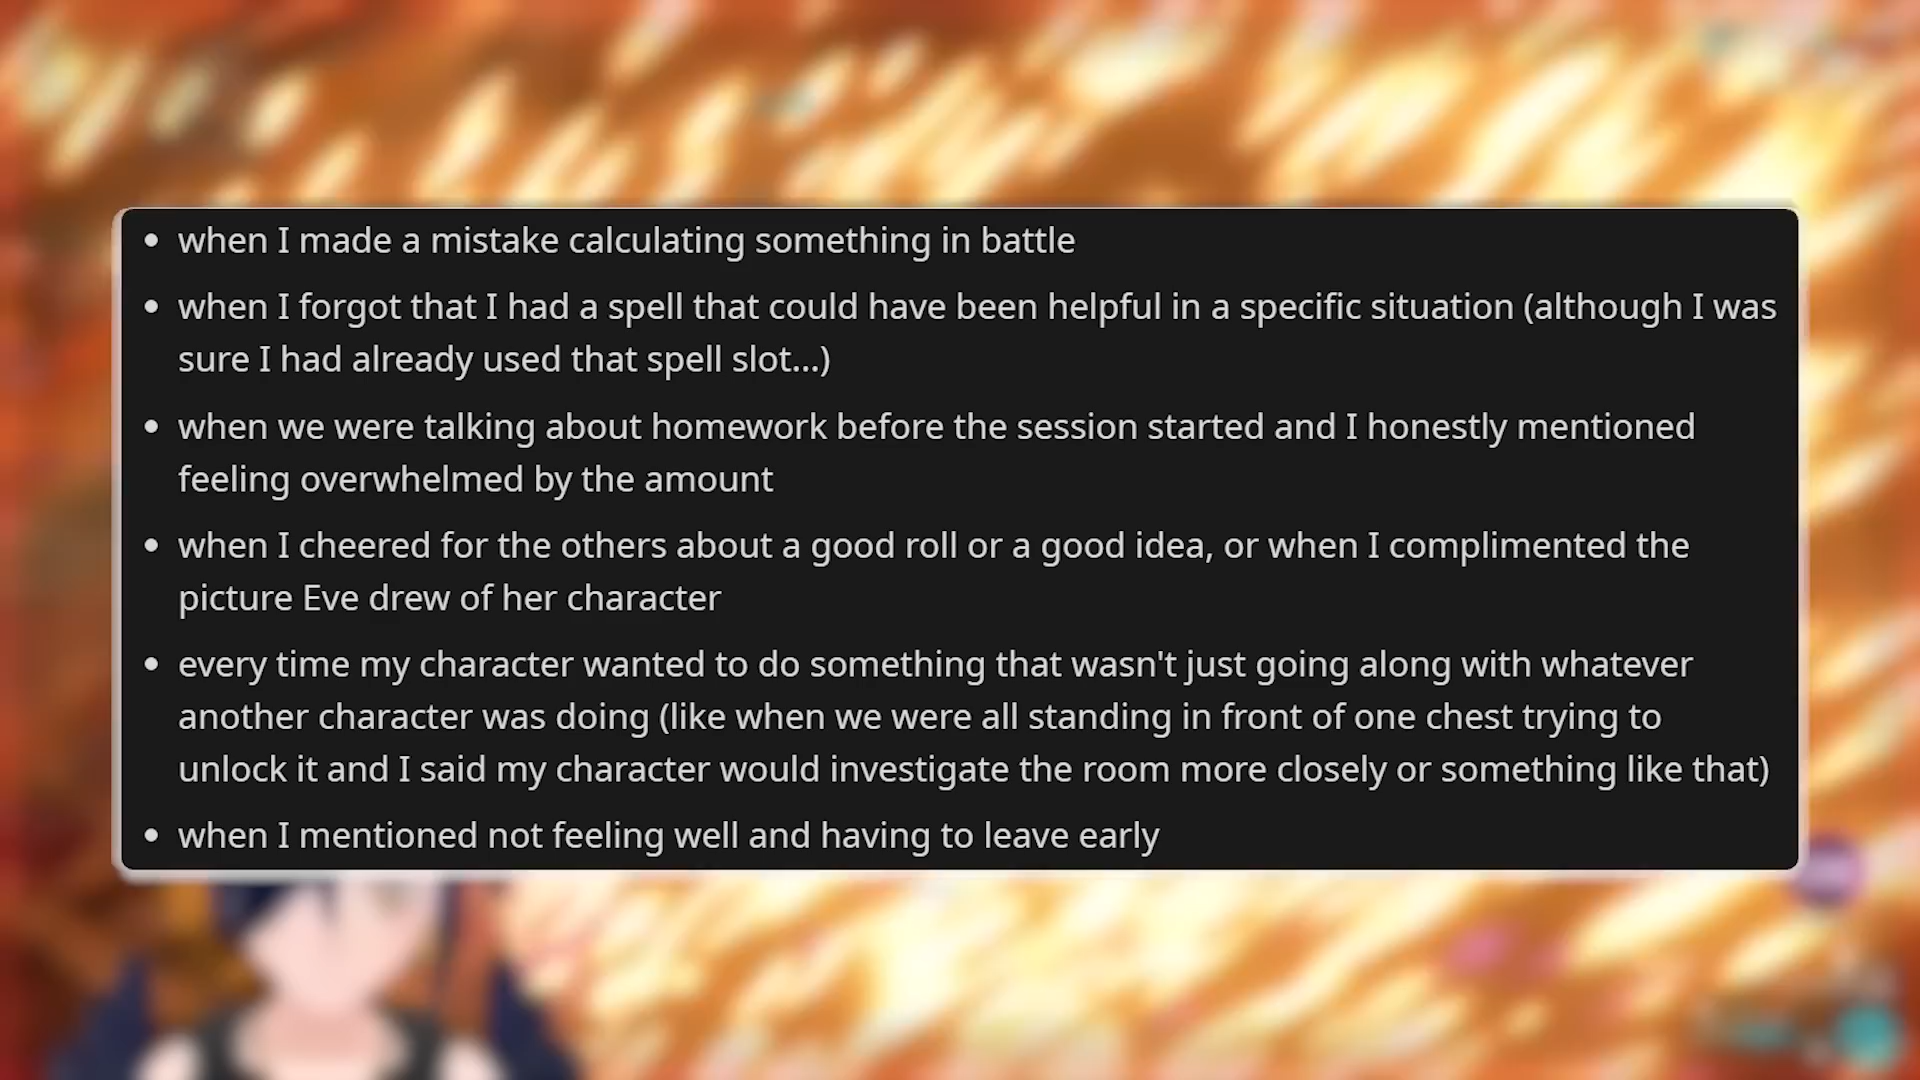 • when I made a mistake calculating something in battle
• when I forgot that I had a spell that could have been helpful in a specific situation (although I was
sure I had already used that spell slot...)
• when we were talking about homework before the session started and I honestly mentioned
feeling overwhelmed by the amount
• when I cheered for the others about a good roll or a good idea, or when I complimented the
picture Eve drew of her character
• every time my character wanted to do something that wasn't just going along with whatever
another character was doing (like when we were all standing in front of one chest trying to
unlock it and I said my character would investigate the room more closely or something like that)
• when I mentioned not feeling well and having to leave early